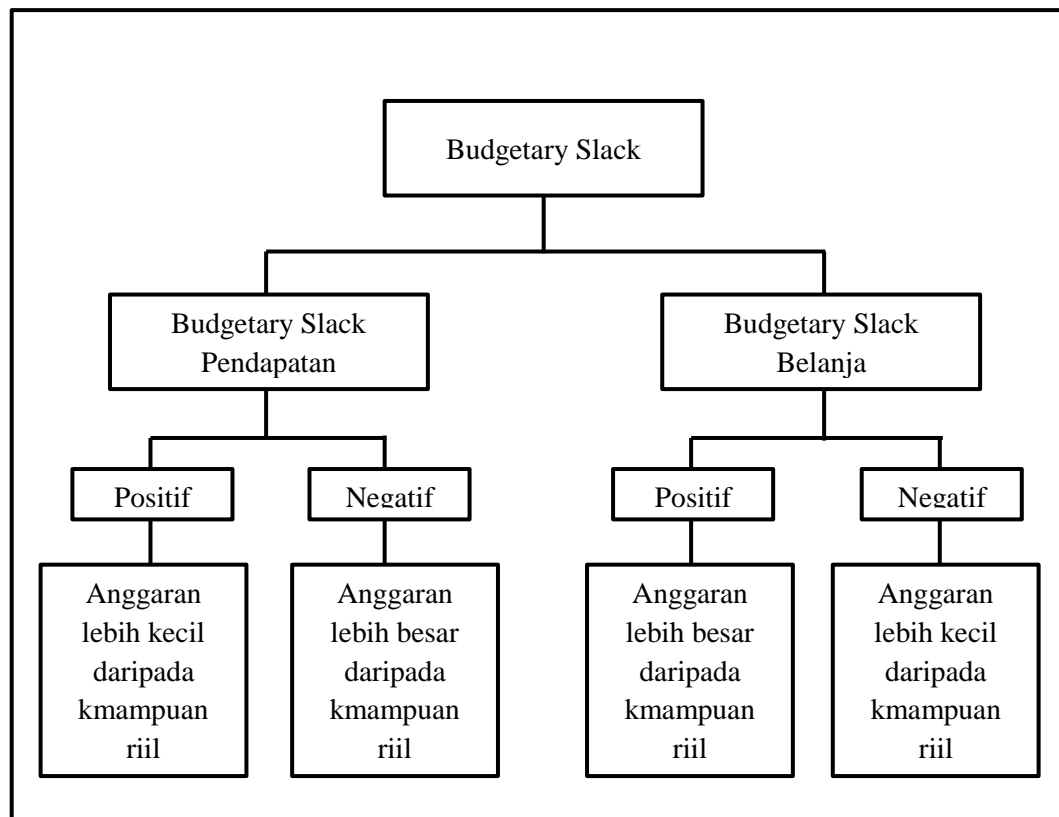 Budgetary Slack
Budgetary Slack
Pendapatan
Budgetary Slack
Belanja
Positif
Negatif
Positif
Negatif
Anggaran
lebih kecil
daripada
kmampuan
riil
Anggaran
lebih besar
daripada
kmampuan
riil
Anggaran
lebih besar
daripada
kmampuan
riil
Anggaran
lebih kecil
daripada
kmampuan
riil